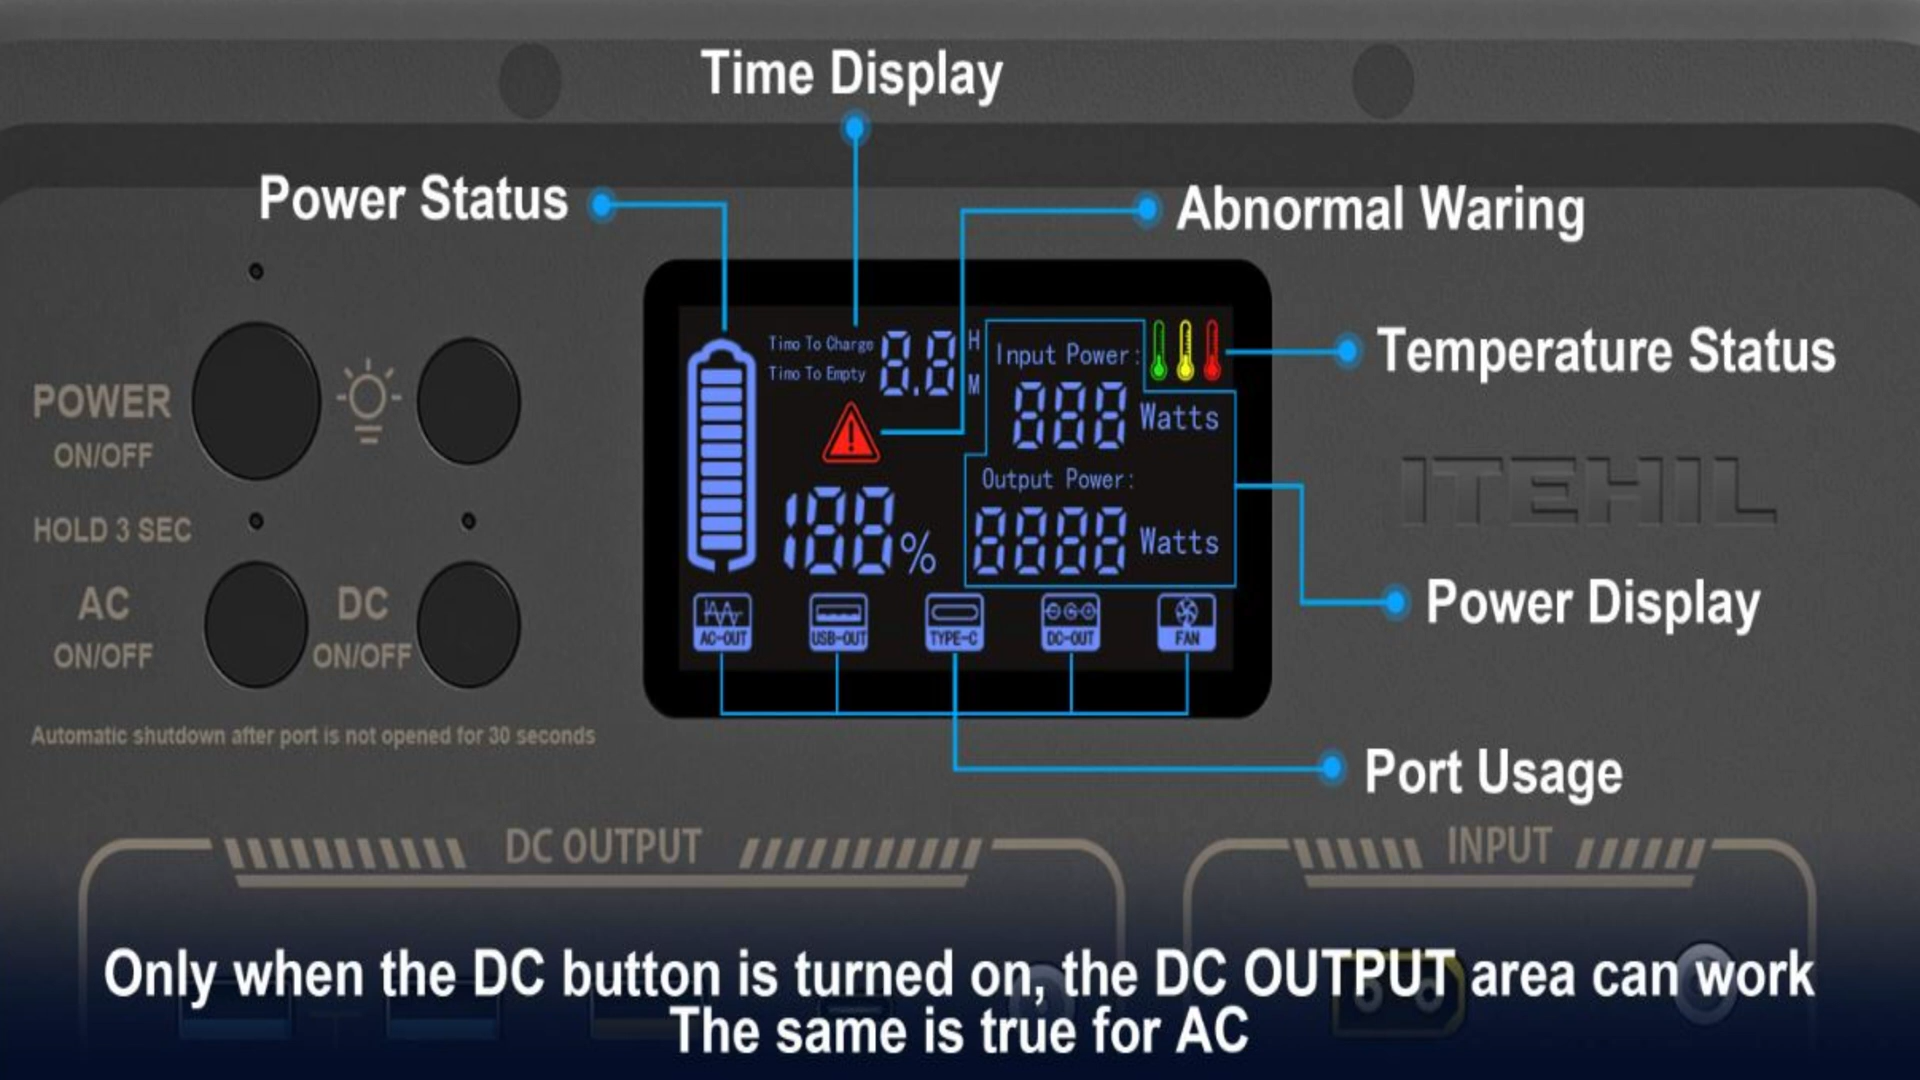 Time Display
Power Status
Abnormal Waring
Timo To Chargo
8.8
H
Timo To Empty
M
Input Power:
888 Watts
Temperature Status
POWER
ON/OFF
HOLD 3 SEC
188%
Output Power:
8888 Watts
ITEHIL
Power Display
AC
ON/OFF
DC
ON/OFF
AC-OUT
USB-OUT
TYPE-C
DC-OUT
FAN
Automatic shutdown after port is not opened for 30 seconds
Port Usage
DC OUTPUT
INPUT
Only when the DC button is turned on, the DC OUTPUT area can work
The same is true for AC